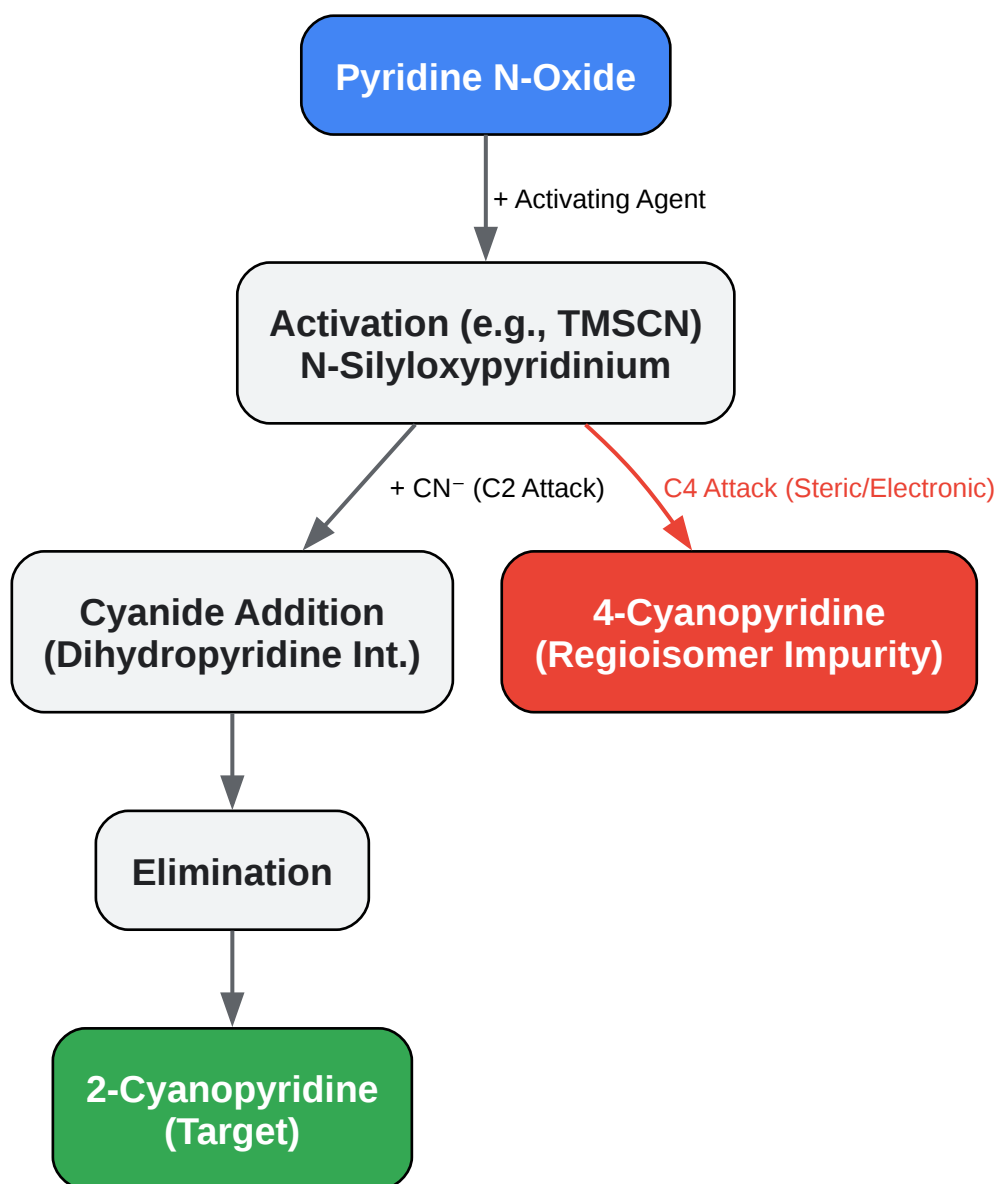 Pyridine N-Oxide
+ Activating Agent
Activation (e.g., TMSCN)
N-Silyloxypyridinium
+ CN⁻ (C2 Attack)
C4 Attack (Steric/Electronic)
Cyanide Addition
(Dihydropyridine Int.)
4-Cyanopyridine
(Regioisomer Impurity)
Elimination
2-Cyanopyridine
(Target)